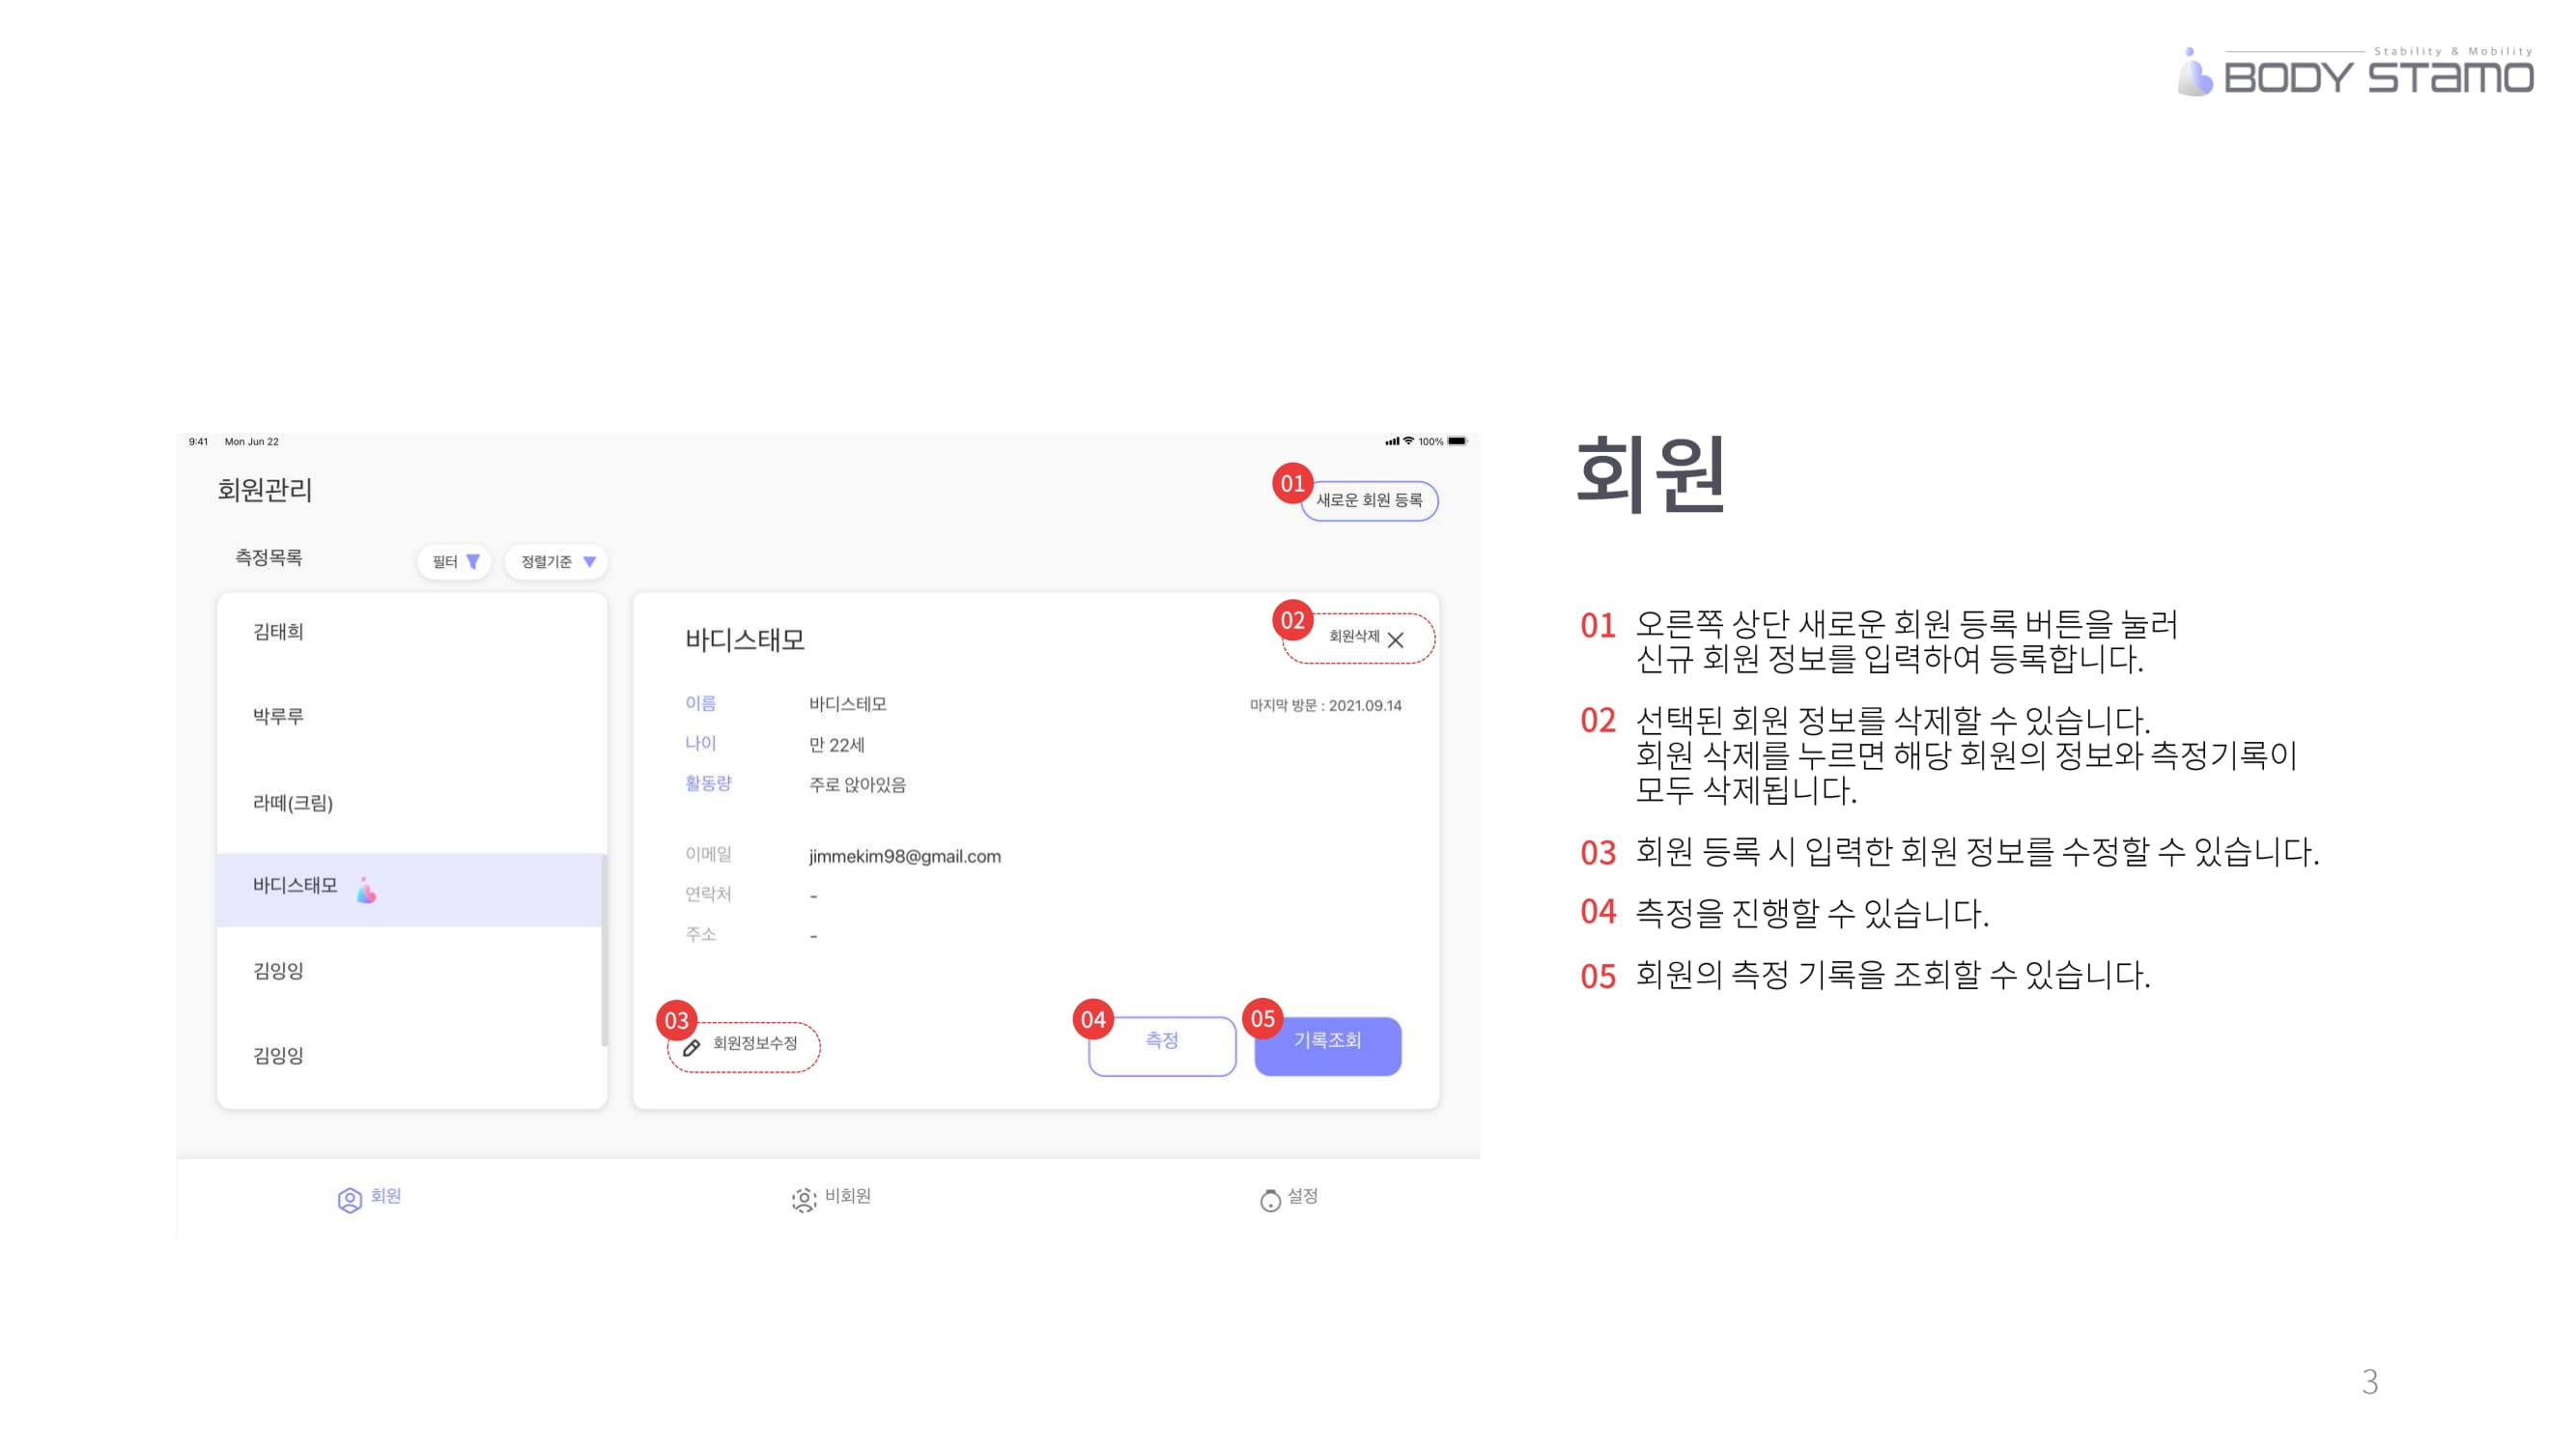 Stability & Mobility
BODY STamo
9:41 Mon Jun 22
100%
회원관리
01
새로운 회원 등록
측정목록
필터
정렬기준
김태희
박루루
라떼(크림)
바디스태모
김잉잉
김잉잉
바디스태모
02
회원삭제
이름 바디스테모
마지막 방문 : 2021.09.14
나이 만 22세
활동량 주로 앉아있음
이메일 jimmekim98@gmail.com
연락처 -
주소 -
03
회원정보수정
04
측정
05
기록조회
회원
비회원
설정
회원
01 오른쪽 상단 새로운 회원 등록 버튼을 눌러
신규 회원 정보를 입력하여 등록합니다.
02 선택된 회원 정보를 삭제할 수 있습니다.
회원 삭제를 누르면 해당 회원의 정보와 측정기록이
모두 삭제됩니다.
03 회원 등록 시 입력한 회원 정보를 수정할 수 있습니다.
04 측정을 진행할 수 있습니다.
05 회원의 측정 기록을 조회할 수 있습니다.
3